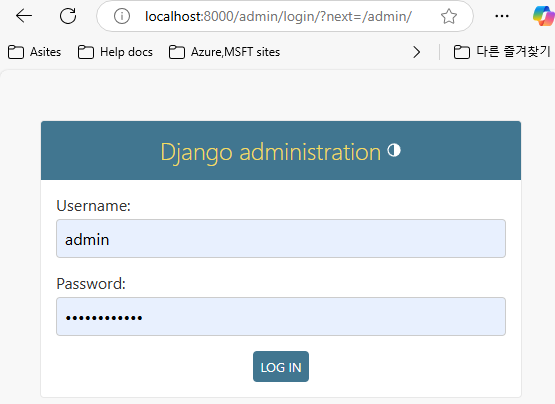 localhost:8000/admin/login/?next=/admin/
Asites Help docs Azure,MSFT sites 다른 즐겨찾기
Django administration
Username:
admin
Password:
••••••••••••
LOG IN